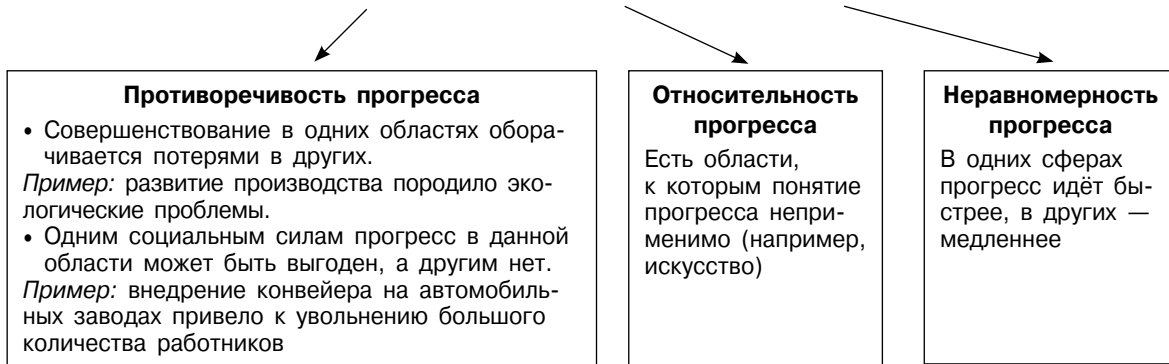 Противоречивость прогресса
• Совершенствование в одних областях обора-
чивается потерями в других.
Пример: развитие производства породило эко-
логические проблемы.
• Одним социальным силам прогресс в данной
области может быть выгоден, а другим нет.
Пример: внедрение конвейера на автомобиль-
ных заводах привело к увольнению большого
количества работников
Относительность
прогресса
Есть области,
к которым понятие
прогресса непри-
менимо (например,
искусство)
Неравномерность
прогресса
В одних сферах
прогресс идёт бы-
стрее, в других —
медленнее